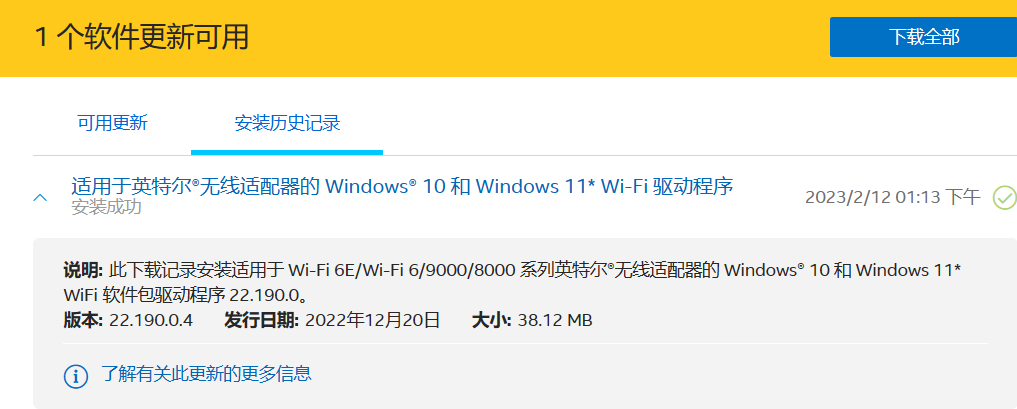 1 个软件更新可用
下载全部
可用更新
安装历史记录
适用于英特尔®无线适配器的 Windows® 10 和 Windows 11* Wi-Fi 驱动程序
安装成功
2023/2/12 01:13 下午
说明: 此下载记录安装适用于 Wi-Fi 6E/Wi-Fi 6/9000/8000 系列英特尔®无线适配器的 Windows® 10 和 Windows 11*
WiFi 软件包驱动程序 22.190.0。
版本: 22.190.0.4 发行日期: 2022年12月20日 大小: 38.12 MB
了解有关此更新的更多信息